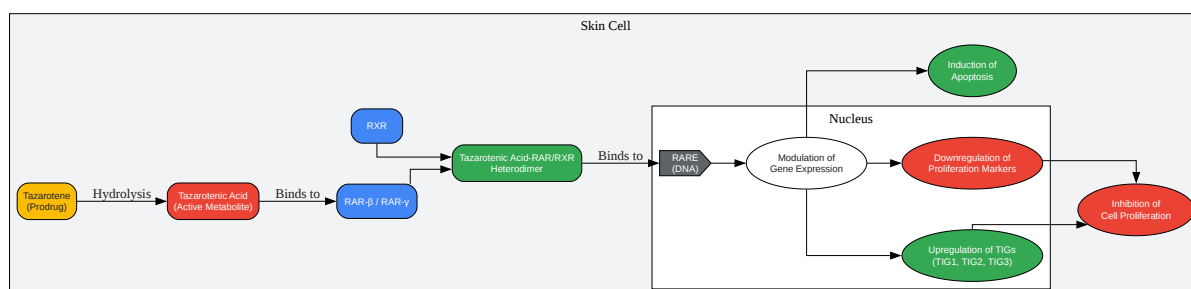 Skin Cell
Induction of
Apoptosis
Nucleus
RXR
Tazarotenic Acid-RAR/RXR
Heterodimer
Binds to
RARE
(DNA)
Modulation of
Gene Expression
Downregulation of
Proliferation Markers
Tazarotene
(Prodrug)
Hydrolysis
Tazarotenic Acid
(Active Metabolite)
Binds to
RAR-β / RAR-γ
Inhibition of
Cell Proliferation
Upregulation of TIGs
(TIG1, TIG2, TIG3)